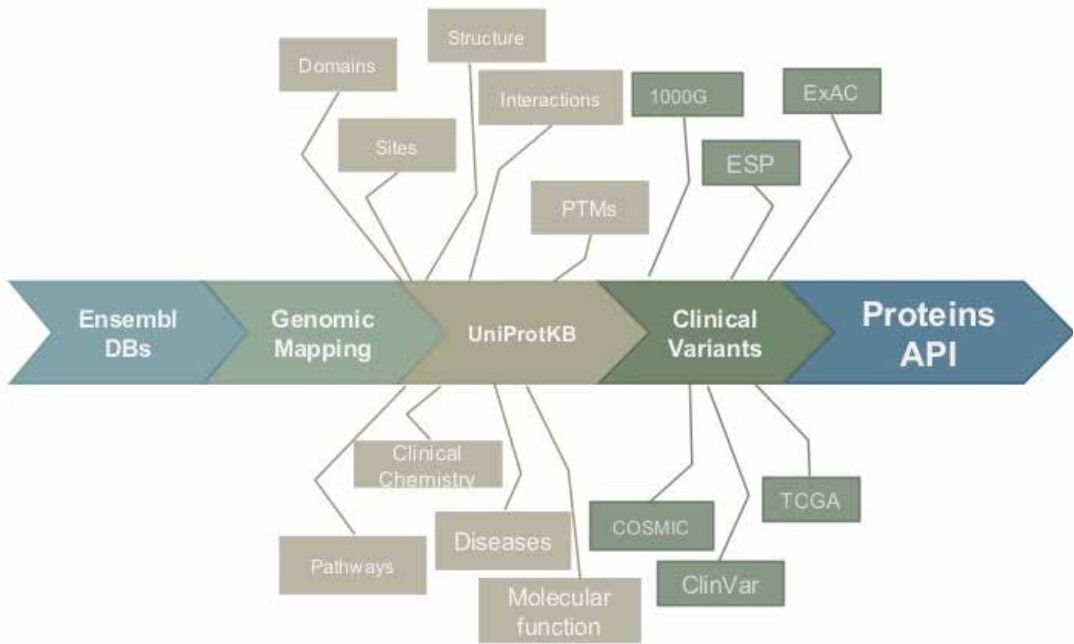 Structure
Domains
Interactions
1000G
ExAC
Sites
ESP
PTMs
Ensembl
DBs
Genomic
Mapping
UniProtKB
Clinical
Variants
Proteins
API
Clinical
Chemistry
TCGA
COSMIC
Diseases
Pathways
ClinVar
Molecular
function